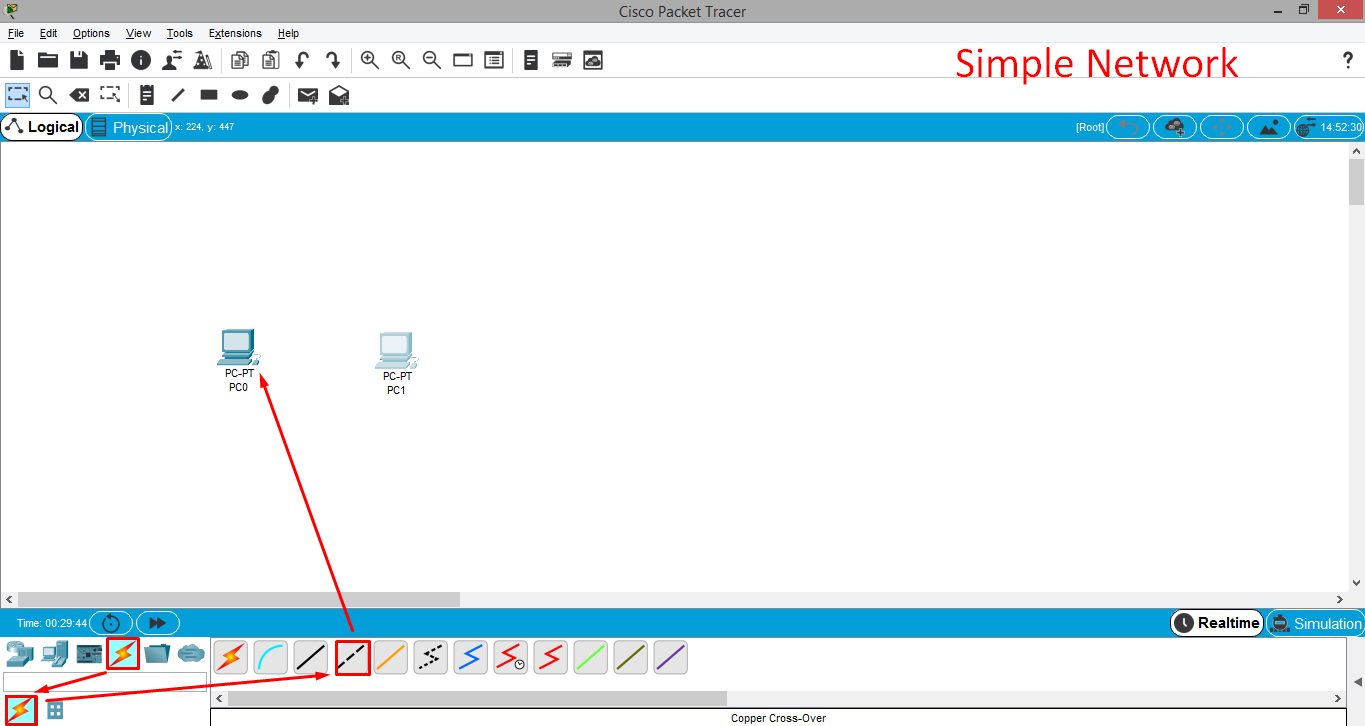 Cisco Packet Tracer
File Edit Options View Tools Extensions Help
Simple Network
?
Logical Physical x: 224, y: 447 [Root] 14:52:30
PC-PT
PC0
PC-PT
PC1
Time: 00:29:44 Realtime Simulation
Copper Cross-Over